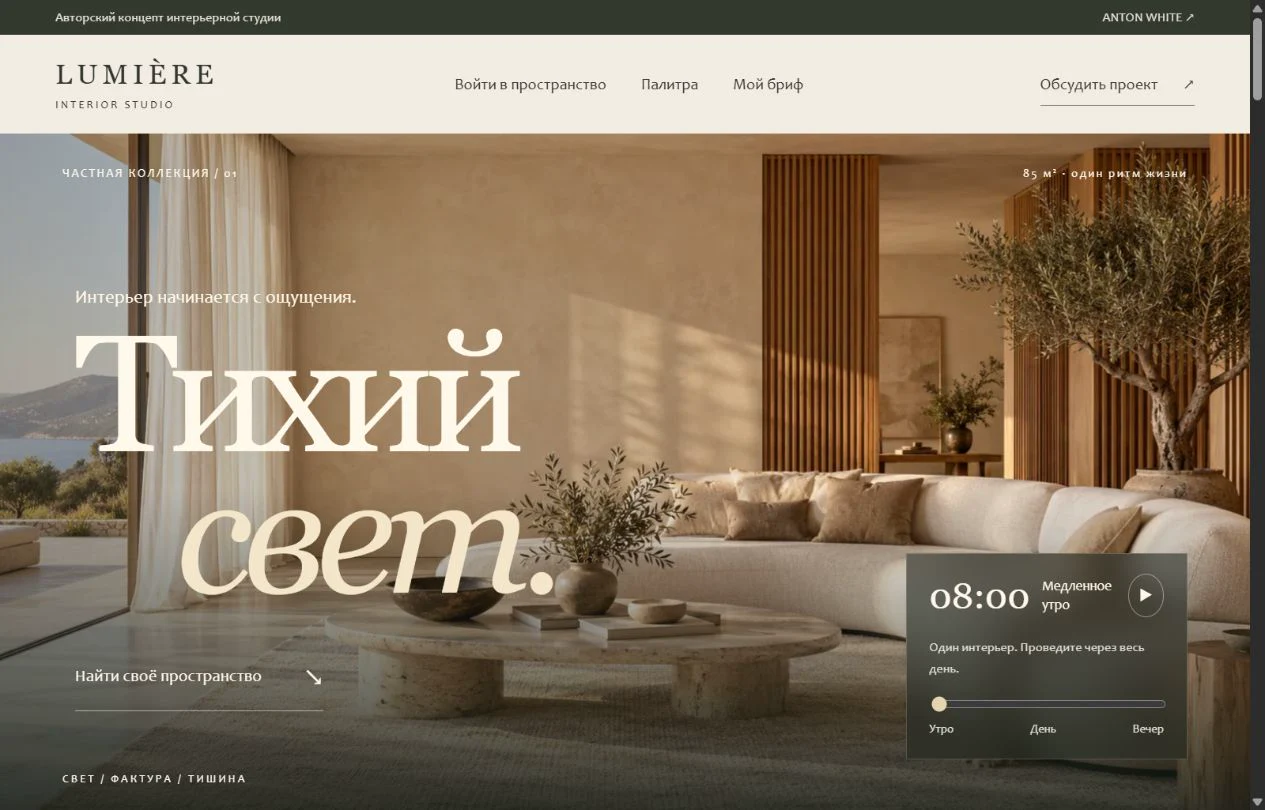 Авторский концепт интерьерной студии
ANTON WHITE ↗
LUMIÈRE
INTERIOR STUDIO
Войти в пространство
Палитра
Мой бриф
Обсудить проект ↗
ЧАСТНАЯ КОЛЛЕКЦИЯ / 01
85 м² · один ритм жизни
Интерьер начинается с ощущения.
Тихий
свет.
08:00
Медленное
утро
Один интерьер. Проведите через весь
день.
Утро
День
Вечер
Найти своё пространство ↘
СВЕТ / ФАКТУРА / ТИШИНА